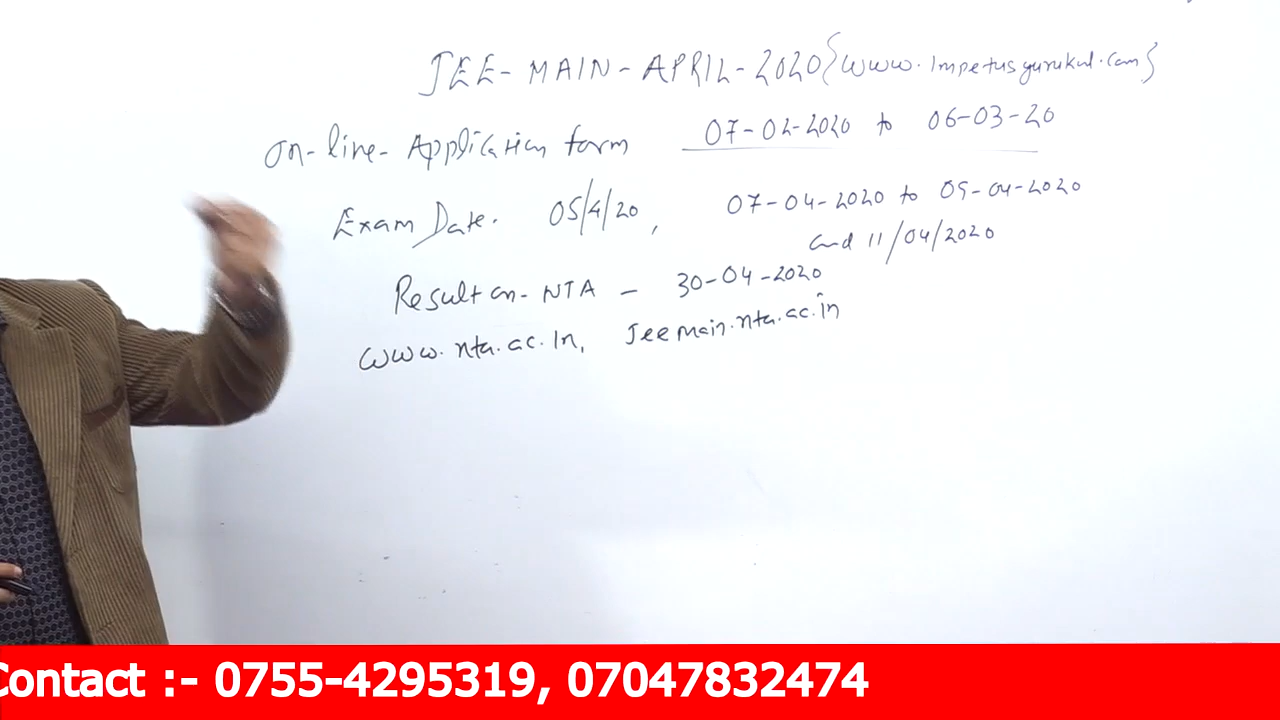 JEE-MAIN-APRIL-2020{www.Impetusgurukul.com}
On-line-Application form 07-02-2020 to 06-03-20
Exam Date. 05/4/20, 07-04-2020 to 09-04-2020
and 11/04/2020
Result on-NTA - 30-04-2020
www.nta.ac.in, Jeemain.nta.ac.in
Contact :- 0755-4295319, 07047832474